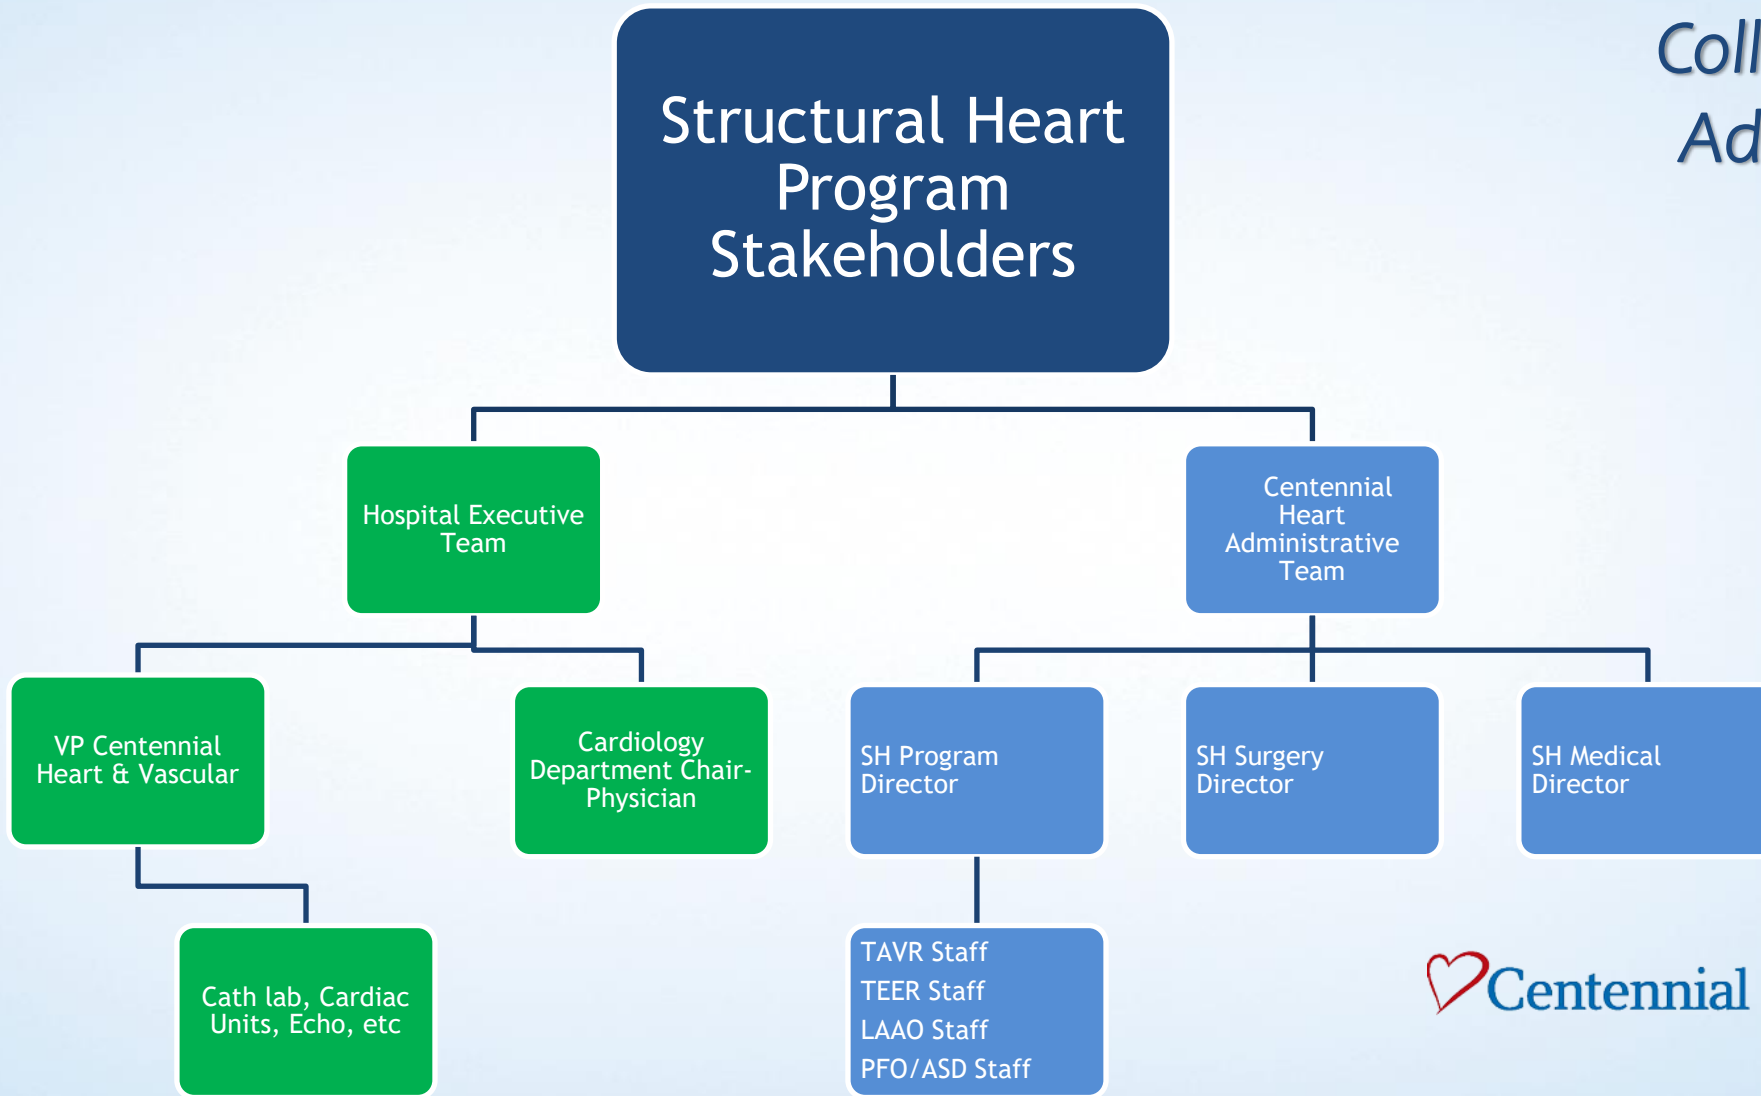 Structural Heart
Program
Stakeholders
Hospital Executive
Team
Centennial
Heart
Administrative
Team
VP Centennial
Heart & Vascular
Cardiology
Department Chair-
Physician
SH Program
Director
SH Surgery
Director
SH Medical
Director
Cath lab, Cardiac
Units, Echo, etc
TAVR Staff
TEER Staff
LAAO Staff
PFO/ASD Staff
Centennial